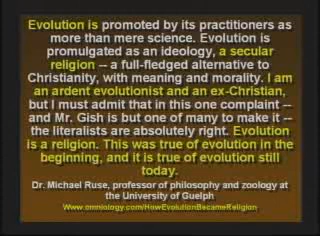 Evolution is promoted by its practitioners as
more than mere science. Evolution is
promulgated as an ideology, a secular
religion -- a full-fledged alternative to
Christianity, with meaning and morality. I am
an ardent evolutionist and an ex-Christian,
but I must admit that in this one complaint --
and Mr. Gish is but one of many to make it --
the literalists are absolutely right. Evolution
is a religion. This was true of evolution in the
beginning, and it is true of evolution still
today.
Dr. Michael Ruse, professor of philosophy and zoology at
the University of Guelph
Www.omniology.com/HowEvolutionBecameReligion